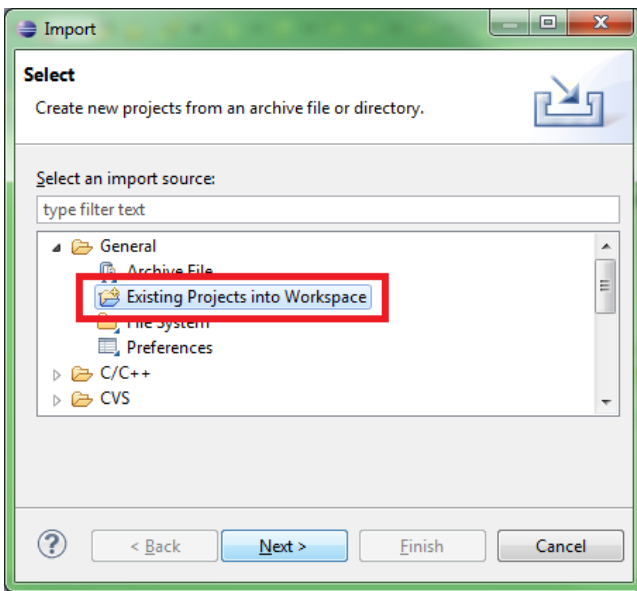 Import
Select
Create new projects from an archive file or directory.
Select an import source:
type filter text
General
Archive File
Existing Projects into Workspace
File System
Preferences
C/C++
CVS
?
< Back
Next >
Finish
Cancel